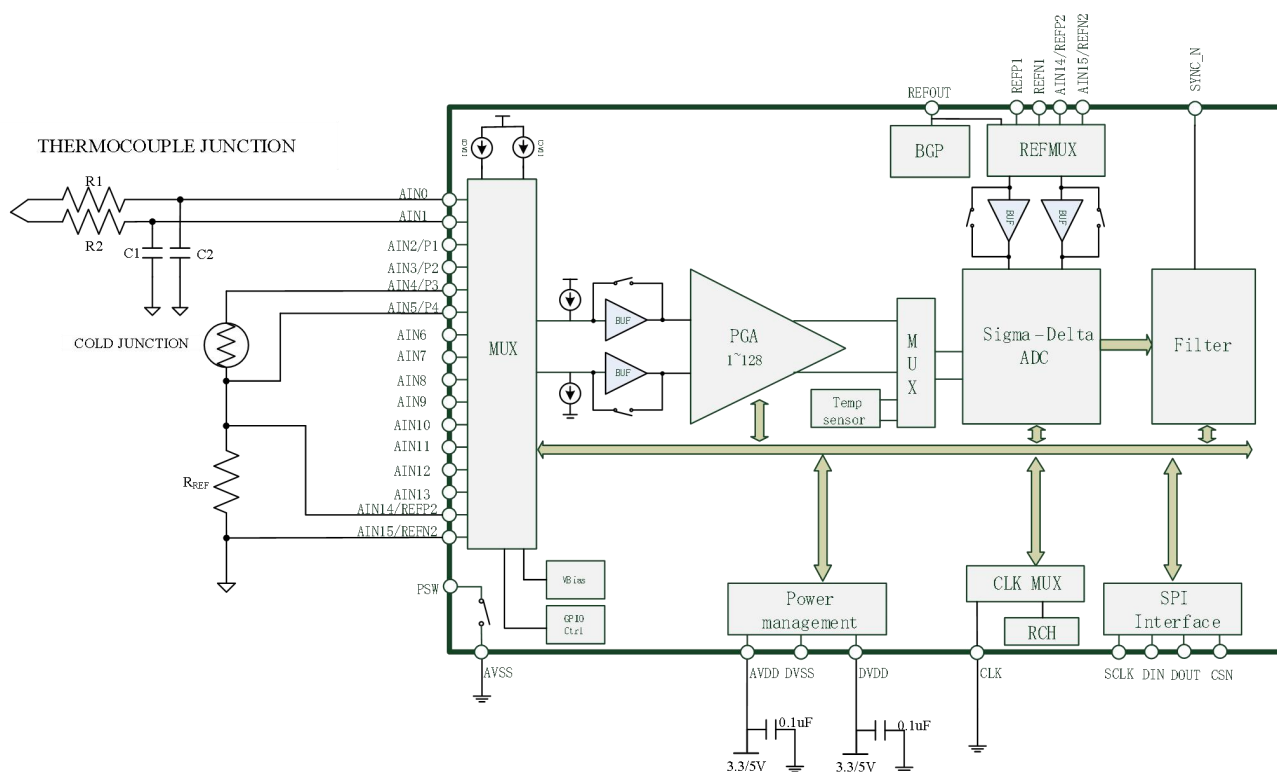 REFP1
REFN1
AIN14/REFP2
AIN15/REFN2
SYNC_N
REFOUT
THERMOCOUPLE JUNCTION
BGP
REFMUX
R1
AIN0
AIN1
BUF
BUF
R2
C1
C2
AIN2/P1
AIN3/P2
AIN4/P3
AIN5/P4
COLD JUNCTION
AIN6
AIN7
AIN8
AIN9
AIN10
AIN11
AIN12
AIN13
AIN14/REFP2
AIN15/REFN2
RREF
MUX
BUF
BUF
PGA
1~128
MUX
Temp
sensor
Sigma-Delta
ADC
Filter
PSW
VBias
GPIO
Ctrl
AVSS
Power
management
CLK MUX
RCH
SPI
Interface
AVDD
DVSS
DVDD
CLK
SCLK
DIN
DOUT
CSN
0.1uF
0.1uF
3.3/5V
3.3/5V